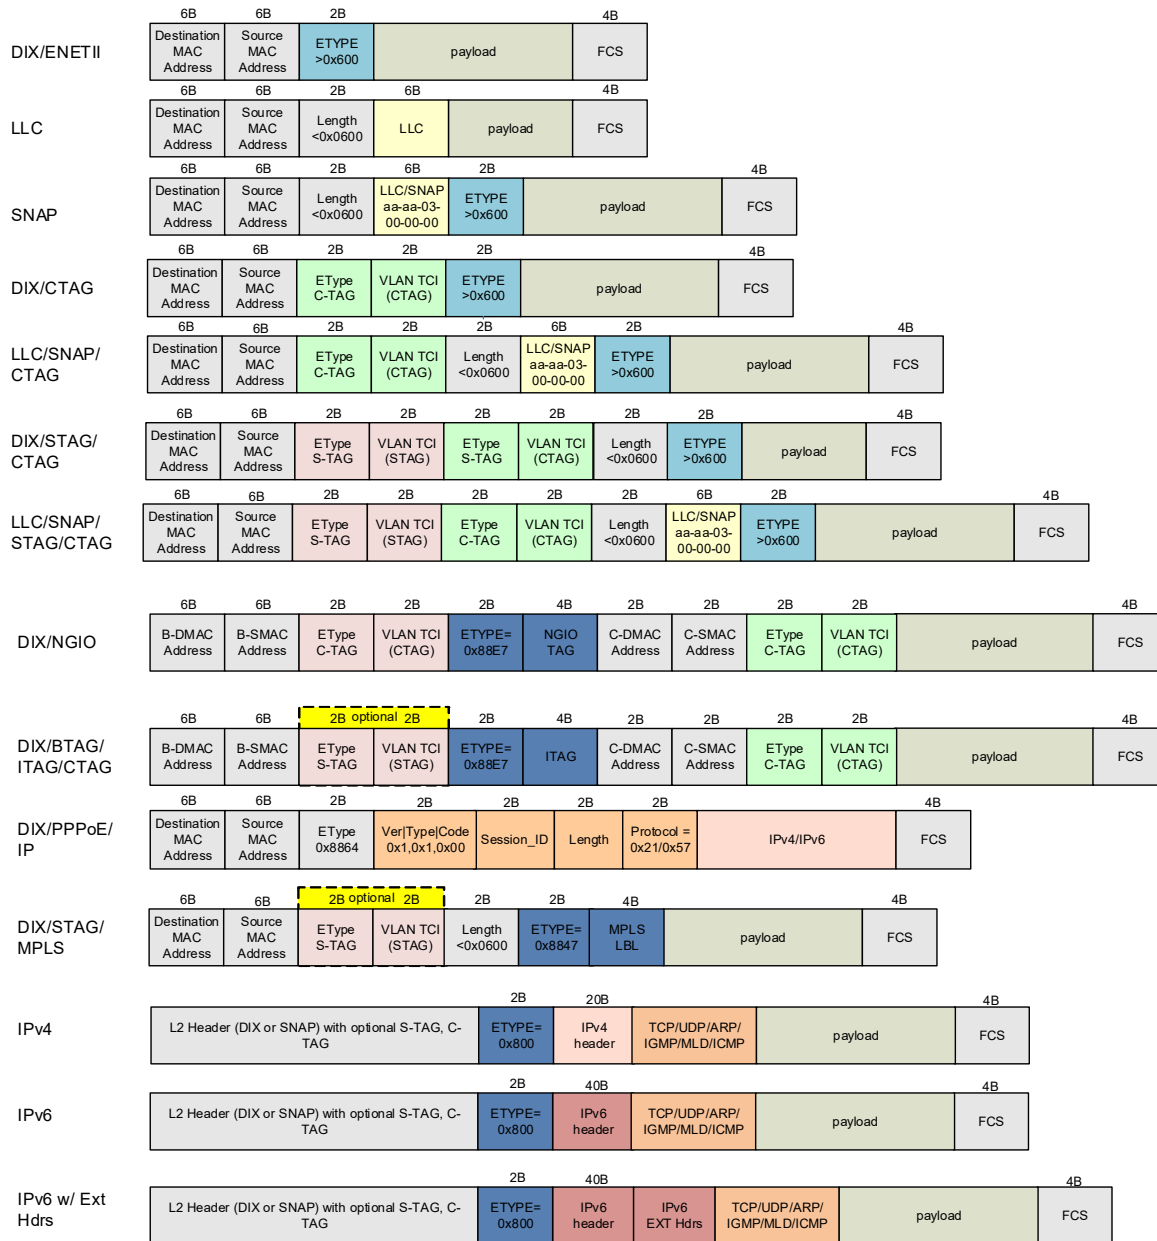 6B 6B 2B 4B
DIX/ENETII
Destination MAC Address
Source MAC Address
ETYPE >0x600
payload
FCS
6B 6B 2B 6B 4B
LLC
Destination MAC Address
Source MAC Address
Length <0x0600
LLC
payload
FCS
6B 6B 2B 6B 2B 4B
SNAP
Destination MAC Address
Source MAC Address
Length <0x0600
LLC/SNAP aa-aa-03-00-00-00
ETYPE >0x600
payload
FCS
6B 6B 2B 2B 2B 4B
DIX/CTAG
Destination MAC Address
Source MAC Address
EType C-TAG
VLAN TCI (CTAG)
ETYPE >0x600
payload
FCS
6B 6B 2B 2B 2B 6B 2B 4B
LLC/SNAP/
CTAG
Destination MAC Address
Source MAC Address
EType C-TAG
VLAN TCI (CTAG)
Length <0x0600
LLC/SNAP aa-aa-03-00-00-00
ETYPE >0x600
payload
FCS
6B 6B 2B 2B 2B 2B 2B 2B 4B
DIX/STAG/
CTAG
Destination MAC Address
Source MAC Address
EType S-TAG
VLAN TCI (STAG)
EType S-TAG
VLAN TCI (CTAG)
Length <0x0600
ETYPE >0x600
payload
FCS
6B 6B 2B 2B 2B 2B 2B 6B 2B 4B
LLC/SNAP/
STAG/CTAG
Destination MAC Address
Source MAC Address
EType S-TAG
VLAN TCI (STAG)
EType C-TAG
VLAN TCI (CTAG)
Length <0x0600
LLC/SNAP aa-aa-03-00-00-00
ETYPE >0x600
payload
FCS
6B 6B 2B 2B 2B 4B 2B 2B 2B 2B 4B
DIX/NGIO
B-DMAC Address
B-SMAC Address
EType C-TAG
VLAN TCI (CTAG)
ETYPE= 0x88E7
NGIO TAG
C-DMAC Address
C-SMAC Address
EType C-TAG
VLAN TCI (CTAG)
payload
FCS
6B 6B 2B optional 2B 2B 4B 2B 2B 2B 2B 4B
DIX/BTAG/
ITAG/CTAG
B-DMAC Address
B-SMAC Address
EType S-TAG
VLAN TCI (STAG)
ETYPE= 0x88E7
ITAG
C-DMAC Address
C-SMAC Address
EType C-TAG
VLAN TCI (CTAG)
payload
FCS
6B 6B 2B 2B 2B 2B 2B 4B
DIX/PPPoE/
IP
Destination MAC Address
Source MAC Address
EType 0x8864
Ver|Type|Code 0x1,0x1,0x00
Session_ID
Length
Protocol = 0x21/0x57
IPv4/IPv6
FCS
6B 6B 2B optional 2B 2B 2B 4B 4B
DIX/STAG/
MPLS
Destination MAC Address
Source MAC Address
EType S-TAG
VLAN TCI (STAG)
Length <0x0600
ETYPE= 0x8847
MPLS LBL
payload
FCS
2B 20B 4B
IPv4
L2 Header (DIX or SNAP) with optional S-TAG, C-TAG
ETYPE= 0x800
IPv4 header
TCP/UDP/ARP/ IGMP/MLD/ICMP
payload
FCS
2B 40B 4B
IPv6
L2 Header (DIX or SNAP) with optional S-TAG, C-TAG
ETYPE= 0x800
IPv6 header
TCP/UDP/ARP/ IGMP/MLD/ICMP
payload
FCS
2B 40B 4B
IPv6 w/ Ext
Hdrs
L2 Header (DIX or SNAP) with optional S-TAG, C-TAG
ETYPE= 0x800
IPv6 header
IPv6 EXT Hdrs
TCP/UDP/ARP/ IGMP/MLD/ICMP
payload
FCS